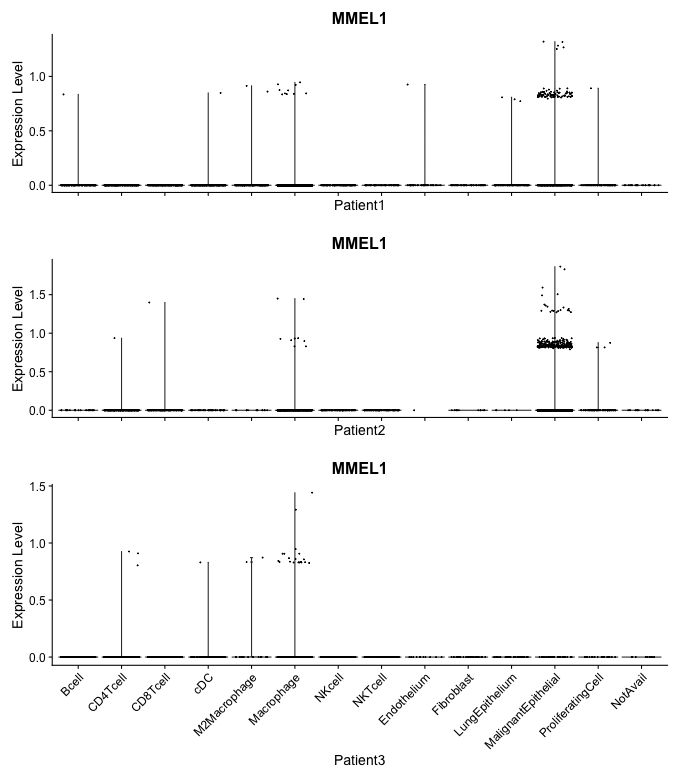 MMEL1
Expression Level
1.0
0.5
0.0
Patient1
MMEL1
Expression Level
1.5
1.0
0.5
0.0
Patient2
MMEL1
Expression Level
1.5
1.0
0.5
0.0
Bcell
CD4Tcell
CD8Tcell
cDC
M2Macrophage
Macrophage
NKcell
NKTcell
Endothelium
Fibroblast
LungEpithelium
MalignantEpithelial
ProliferatingCell
NotAvail
Patient3